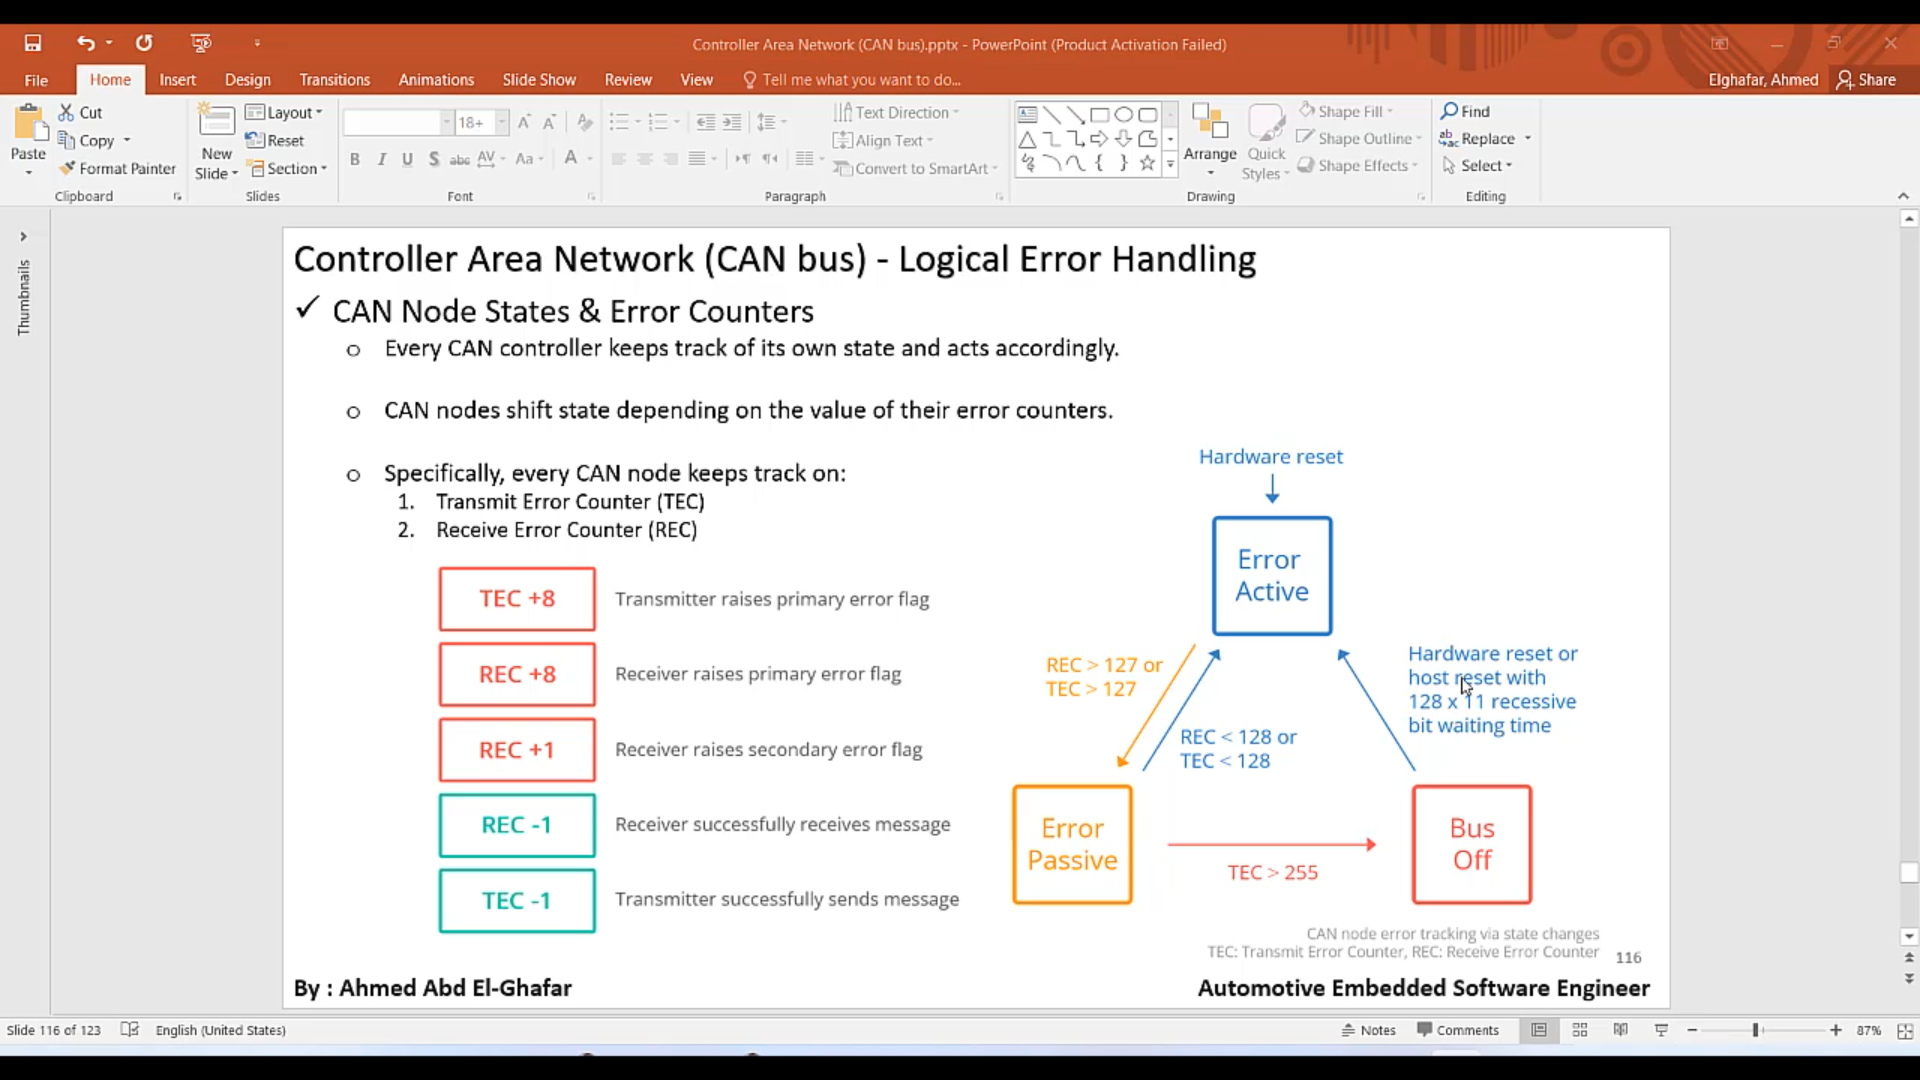 Controller Area Network (CAN bus).pptx - PowerPoint (Product Activation Failed)
File Home Insert Design Transitions Animations Slide Show Review View Tell me what you want to do... Elghafar, Ahmed Share
Paste
Cut
Copy
Format Painter
Clipboard
New
Slide
Layout
Reset
Section
Slides
18+
B I U S abc AV Aa A
Font
Text Direction
Align Text
Convert to SmartArt
Paragraph
Arrange
Quick
Styles
Shape Fill
Shape Outline
Shape Effects
Drawing
Find
Replace
Select
Editing
Thumbnails
Controller Area Network (CAN bus) - Logical Error Handling
✓ CAN Node States & Error Counters
o Every CAN controller keeps track of its own state and acts accordingly.
o CAN nodes shift state depending on the value of their error counters.
o Specifically, every CAN node keeps track on:
1. Transmit Error Counter (TEC)
2. Receive Error Counter (REC)
TEC +8 Transmitter raises primary error flag
REC +8 Receiver raises primary error flag
REC +1 Receiver raises secondary error flag
REC -1 Receiver successfully receives message
TEC -1 Transmitter successfully sends message
Hardware reset
Error
Active
REC > 127 or
TEC > 127
REC < 128 or
TEC < 128
Hardware reset or
host reset with
128 x 11 recessive
bit waiting time
Error
Passive
TEC > 255
Bus
Off
CAN node error tracking via state changes
TEC: Transmit Error Counter, REC: Receive Error Counter
116
By : Ahmed Abd El-Ghafar
Automotive Embedded Software Engineer
Slide 116 of 123 English (United States) Notes Comments 87%